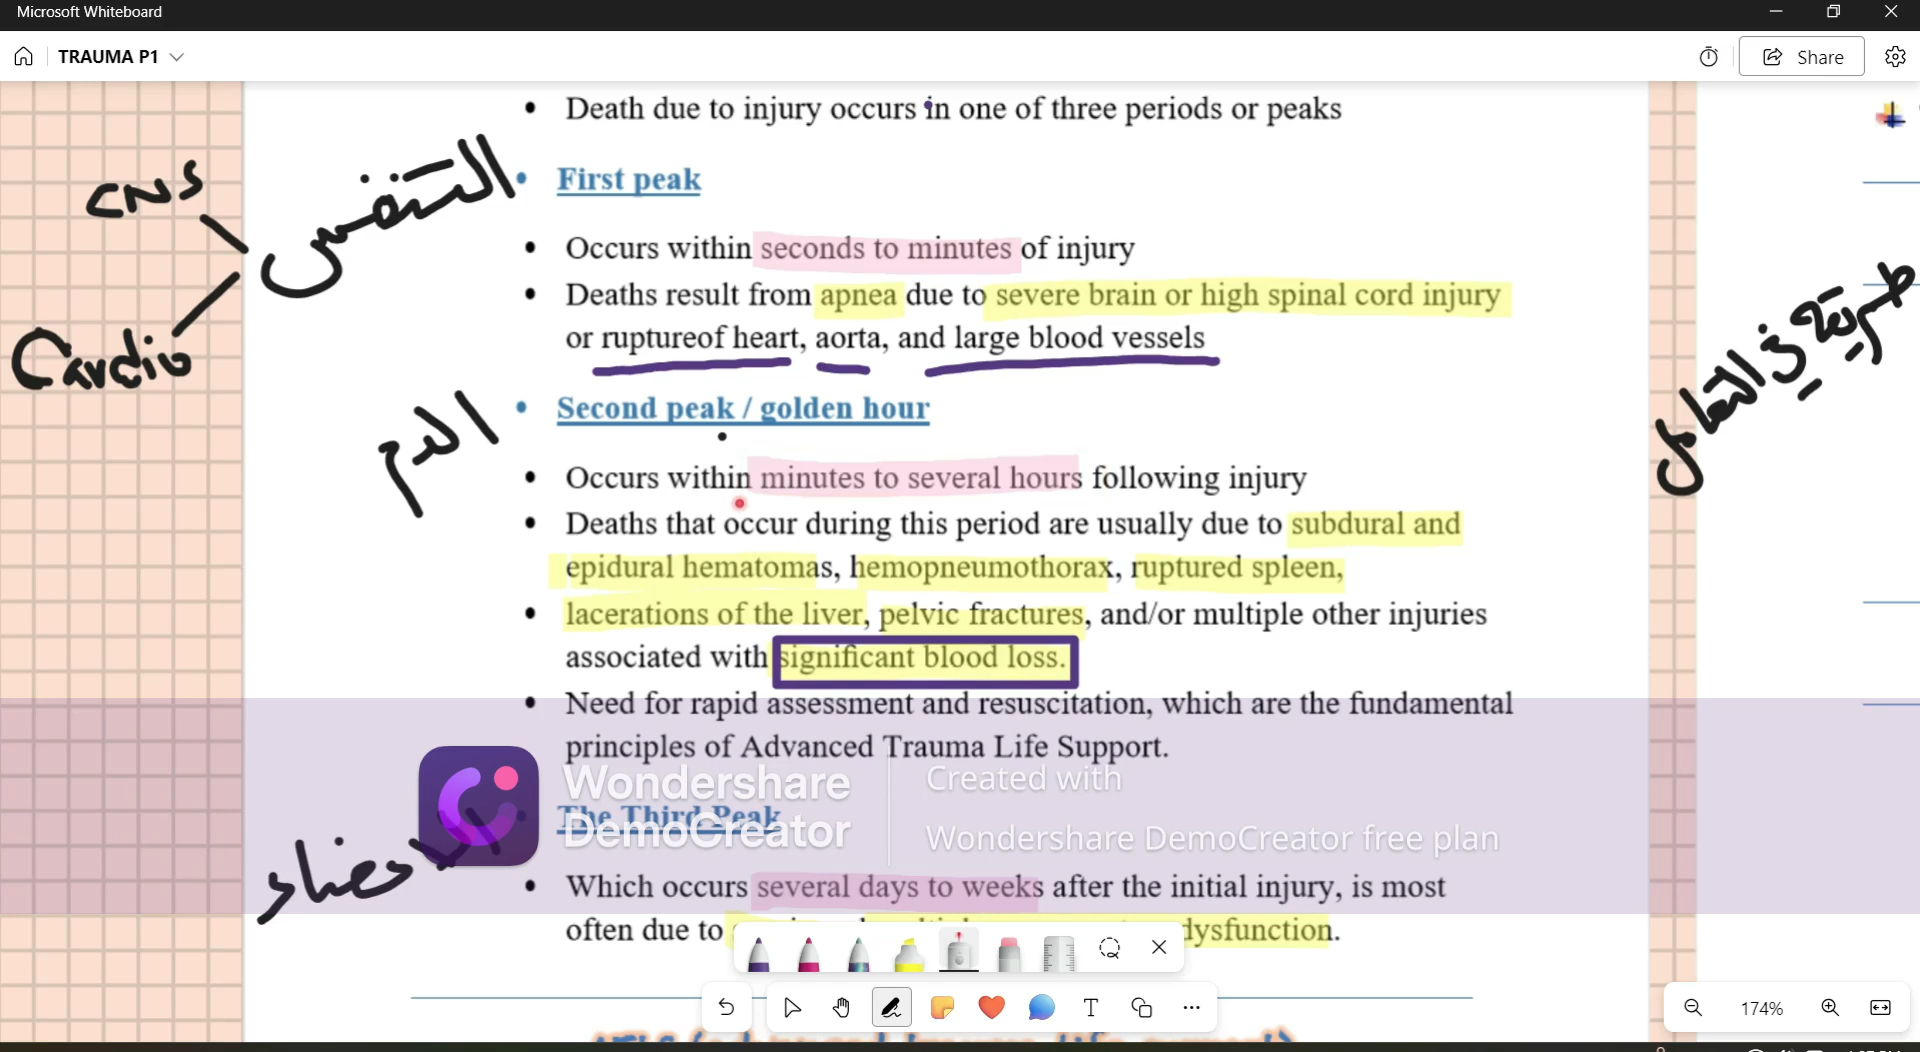 Microsoft Whiteboard
TRAUMA P1
Share
• Death due to injury occurs in one of three periods or peaks
التنفس
• First peak
CNS
Cardio
• Occurs within seconds to minutes of injury
• Deaths result from apnea due to severe brain or high spinal cord injury
or ruptureof heart, aorta, and large blood vessels
طريقة في التعامل
الدم
• Second peak / golden hour
• Occurs within minutes to several hours following injury
• Deaths that occur during this period are usually due to subdural and
epidural hematomas, hemopneumothorax, ruptured spleen,
• lacerations of the liver, pelvic fractures, and/or multiple other injuries
associated with significant blood loss.
• Need for rapid assessment and resuscitation, which are the fundamental
principles of Advanced Trauma Life Support.
Wondershare
DemoCreator
Created with
Wondershare DemoCreator free plan
• The Third Peak
• Which occurs several days to weeks after the initial injury, is most
often due to dysfunction.
174%